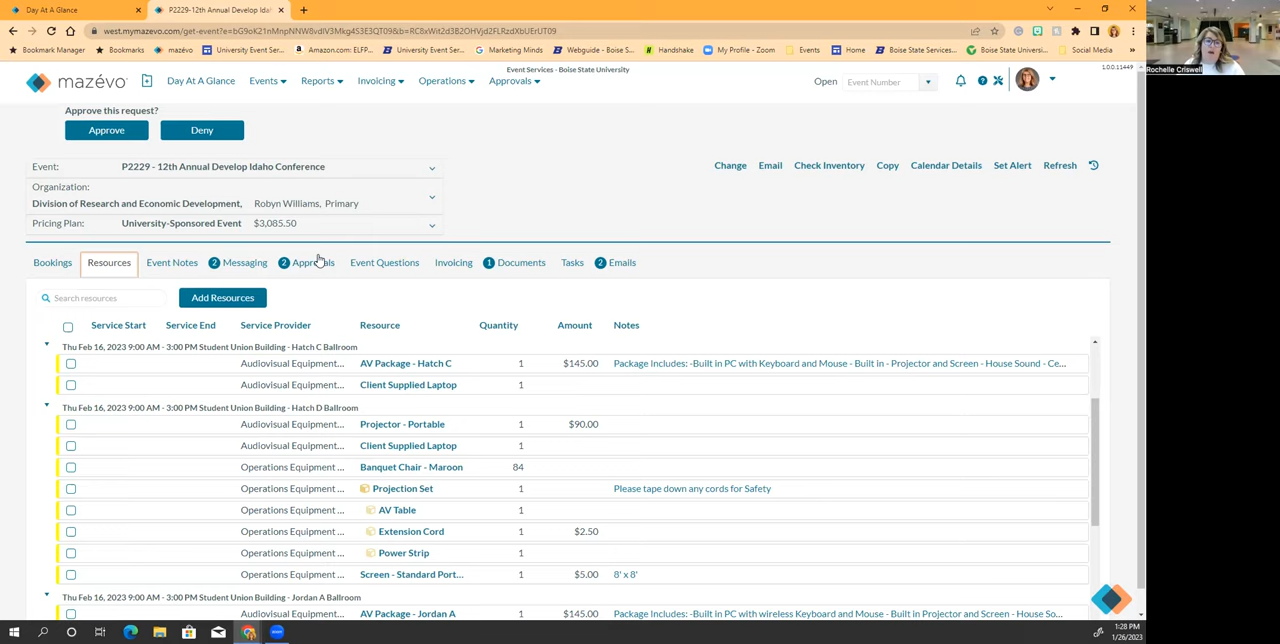 Day At A Glance
P2229-12th Annual Develop Idaho
west.mymazevo.com/get-event?e=bG9oK21nMnpNNW8vdlV3Mkg4S3E3QT09&b=RC8xWit2d3B2OHVjd2FLRzdXbUErUT09
Bookmark Manager Bookmarks mazévo University Event Ser... Amazon.com: ELFP... University Event Ser... Marketing Minds Webguide - Boise S... Handshake My Profile - Zoom Events Home Boise State Services... Boise State Universi... Social Media
Rochelle Criswell
Event Services - Boise State University
1.0.0.11449
mazévo Day At A Glance Events Reports Invoicing Operations Approvals Open Event Number
Approve this request?
Approve Deny
Event: P2229 - 12th Annual Develop Idaho Conference
Change Email Check Inventory Copy Calendar Details Set Alert Refresh
Organization:
Division of Research and Economic Development, Robyn Williams, Primary
Pricing Plan: University-Sponsored Event $3,085.50
Bookings Resources Event Notes 2 Messaging 2 Approvals Event Questions Invoicing 1 Documents Tasks 2 Emails
Search resources Add Resources
Service Start Service End Service Provider Resource Quantity Amount Notes
Thu Feb 16, 2023 9:00 AM - 3:00 PM Student Union Building - Hatch C Ballroom
Audiovisual Equipment... AV Package - Hatch C 1 $145.00 Package Includes: -Built in PC with Keyboard and Mouse - Built in - Projector and Screen - House Sound - Ce...
Audiovisual Equipment... Client Supplied Laptop 1
Thu Feb 16, 2023 9:00 AM - 3:00 PM Student Union Building - Hatch D Ballroom
Audiovisual Equipment... Projector - Portable 1 $90.00
Audiovisual Equipment... Client Supplied Laptop 1
Operations Equipment ... Banquet Chair - Maroon 84
Operations Equipment ... Projection Set 1 Please tape down any cords for Safety
Operations Equipment ... AV Table 1
Operations Equipment ... Extension Cord 1 $2.50
Operations Equipment ... Power Strip 1
Operations Equipment ... Screen - Standard Port... 1 $5.00 8' x 8'
Thu Feb 16, 2023 9:00 AM - 3:00 PM Student Union Building - Jordan A Ballroom
Audiovisual Equipment... AV Package - Jordan A 1 $145.00 Package Includes: -Built in PC with wireless Keyboard and Mouse - Built in Projector and Screen - House So...
1:28 PM
1/26/2023